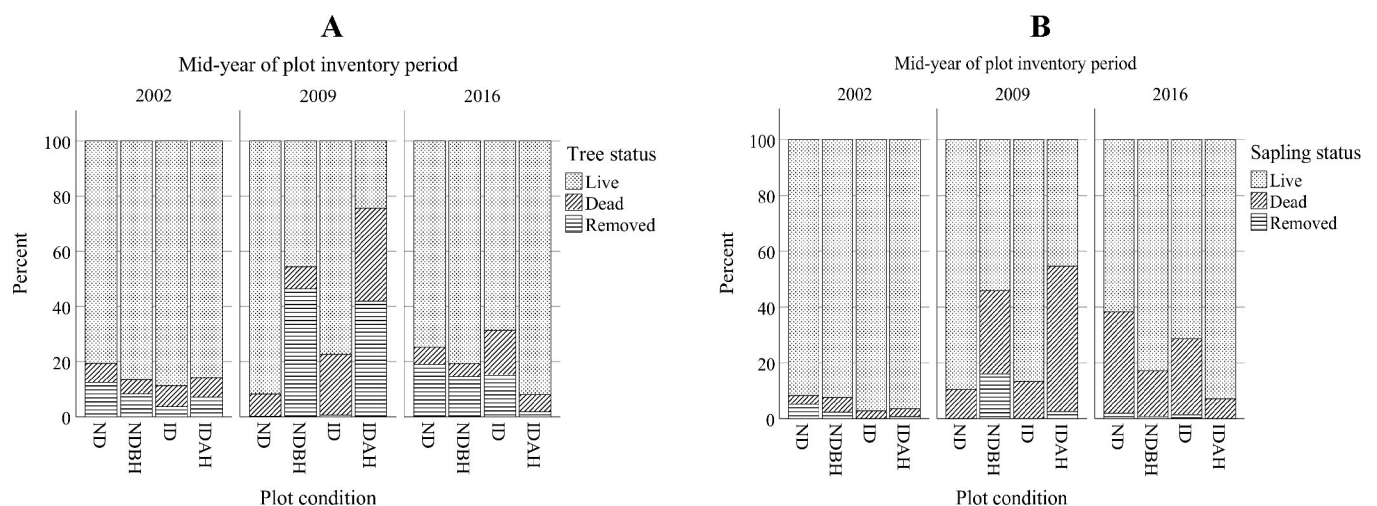 A
Mid-year of plot inventory period
2002 2009 2016
100
80
60
40
20
0
Percent
ND NDBH ID IDAH ND NDBH ID IDAH ND NDBH ID IDAH
Plot condition
Tree status
Live
Dead
Removed
B
Mid-year of plot inventory period
2002 2009 2016
100
80
60
40
20
0
Percent
ND NDBH ID IDAH ND NDBH ID IDAH ND NDBH ID IDAH
Plot condition
Sapling status
Live
Dead
Removed